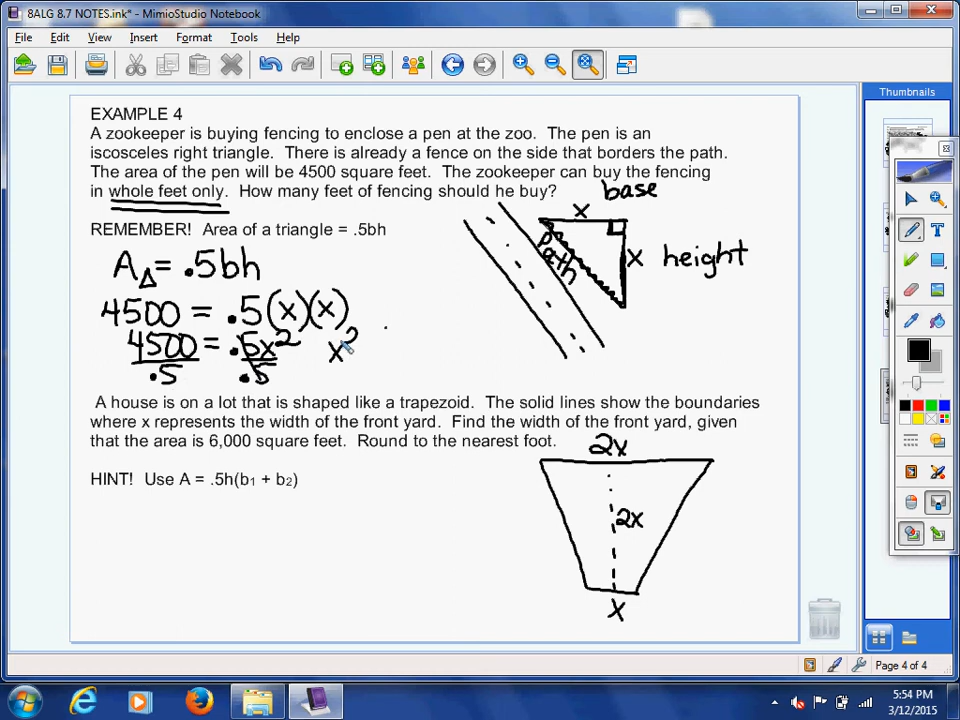 8ALG 8.7 NOTES.ink* - MimioStudio Notebook
File Edit View Insert Format Tools Help
Thumbnails
EXAMPLE 4
A zookeeper is buying fencing to enclose a pen at the zoo. The pen is an
iscosceles right triangle. There is already a fence on the side that borders the path.
The area of the pen will be 4500 square feet. The zookeeper can buy the fencing
in whole feet only. How many feet of fencing should he buy?
base
x
path
x height
REMEMBER! Area of a triangle = .5bh
A△ = .5bh
4500 = .5(x)(x)
4500 = .5x² x²
.5 .5
A house is on a lot that is shaped like a trapezoid. The solid lines show the boundaries
where x represents the width of the front yard. Find the width of the front yard, given
that the area is 6,000 square feet. Round to the nearest foot.
2x
HINT! Use A = .5h(b1 + b2)
2x
x
Page 4 of 4
5:54 PM
3/12/2015